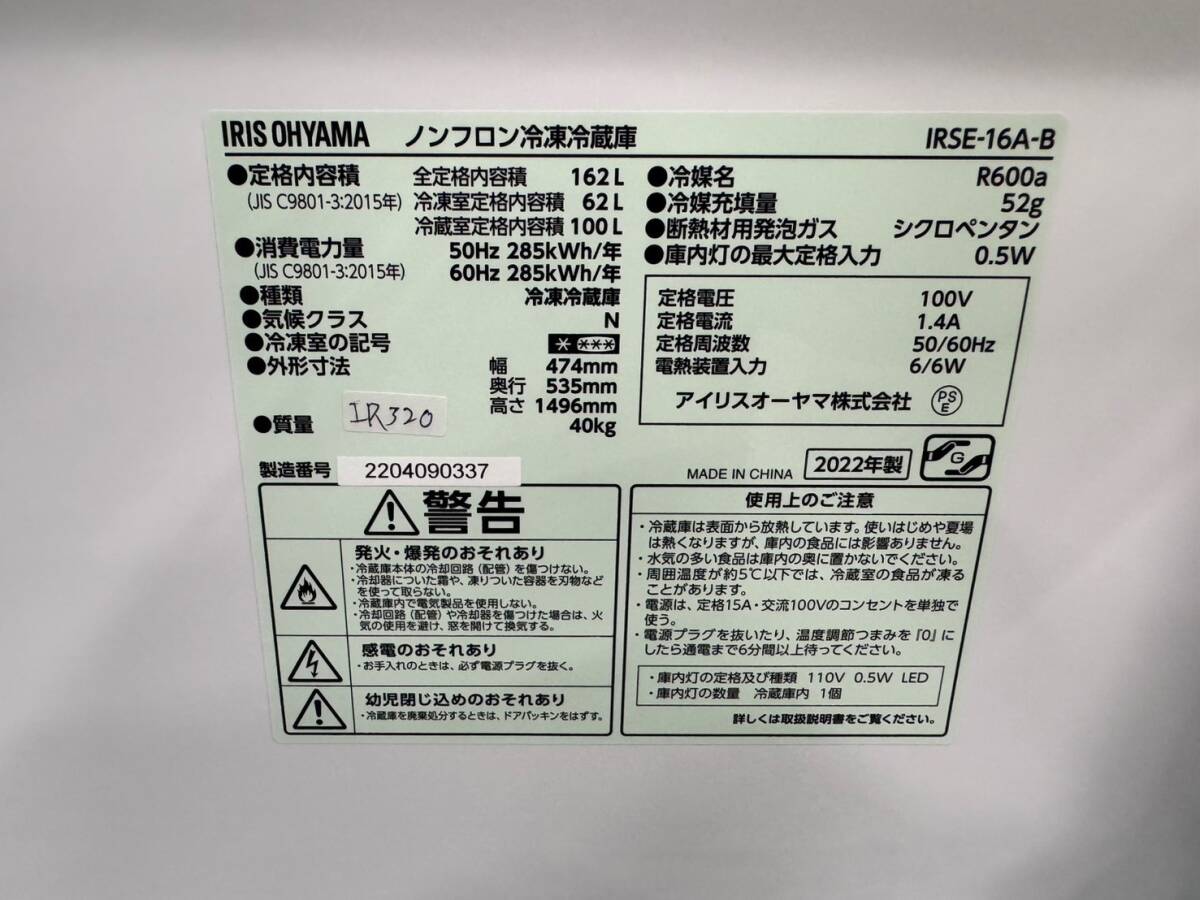 IRIS OHYAMA ノンフロン冷凍冷蔵庫 IRSE-16A-B
●定格内容積 全定格内容積 162L
(JIS C9801-3:2015年) 冷凍室定格内容積 62L
冷蔵室定格内容積 100L
●消費電力量 50Hz 285kWh/年
(JIS C9801-3:2015年) 60Hz 285kWh/年
●種類 冷凍冷蔵庫
●気候クラス N
●冷凍室の記号
●外形寸法 幅 474mm
奥行 535mm
高さ 1496mm
●質量 40kg
IR320
製造番号 2204090337
●冷媒名 R600a
●冷媒充填量 52g
●断熱材用発泡ガス シクロペンタン
●庫内灯の最大定格入力 0.5W
定格電圧 100V
定格電流 1.4A
定格周波数 50/60Hz
電熱装置入力 6/6W
アイリスオーヤマ株式会社 PSE
MADE IN CHINA 2022年製 G
警告
発火・爆発のおそれあり
・冷蔵庫本体の冷却回路(配管)を傷つけない。
・冷却器についた霜や、凍りついた容器を刃物など
を使って取らない。
・冷蔵庫内で電気製品を使用しない。
・冷却回路(配管)や冷却器を傷つけた場合は、火
気の使用を避け、窓を開けて換気する。
感電のおそれあり
・お手入れのときは、必ず電源プラグを抜く。
幼児閉じ込めのおそれあり
・冷蔵庫を廃棄処分するときは、ドアパッキンをはずす。
使用上のご注意
・冷蔵庫は表面から放熱しています。使いはじめや夏場
は熱くなりますが、庫内の食品には影響ありません。
・水気の多い食品は庫内の奥に置かないでください。
・周囲温度が約5℃以下では、冷蔵室の食品が凍る
ことがあります。
・電源は、定格15A・交流100Vのコンセントを単独で
使う。
・電源プラグを抜いたり、温度調節つまみを『0』に
したら通電まで6分間以上待ってください。
・庫内灯の定格及び種類 110V 0.5W LED
・庫内灯の数量 冷蔵庫内 1個
詳しくは取扱説明書をご覧ください。